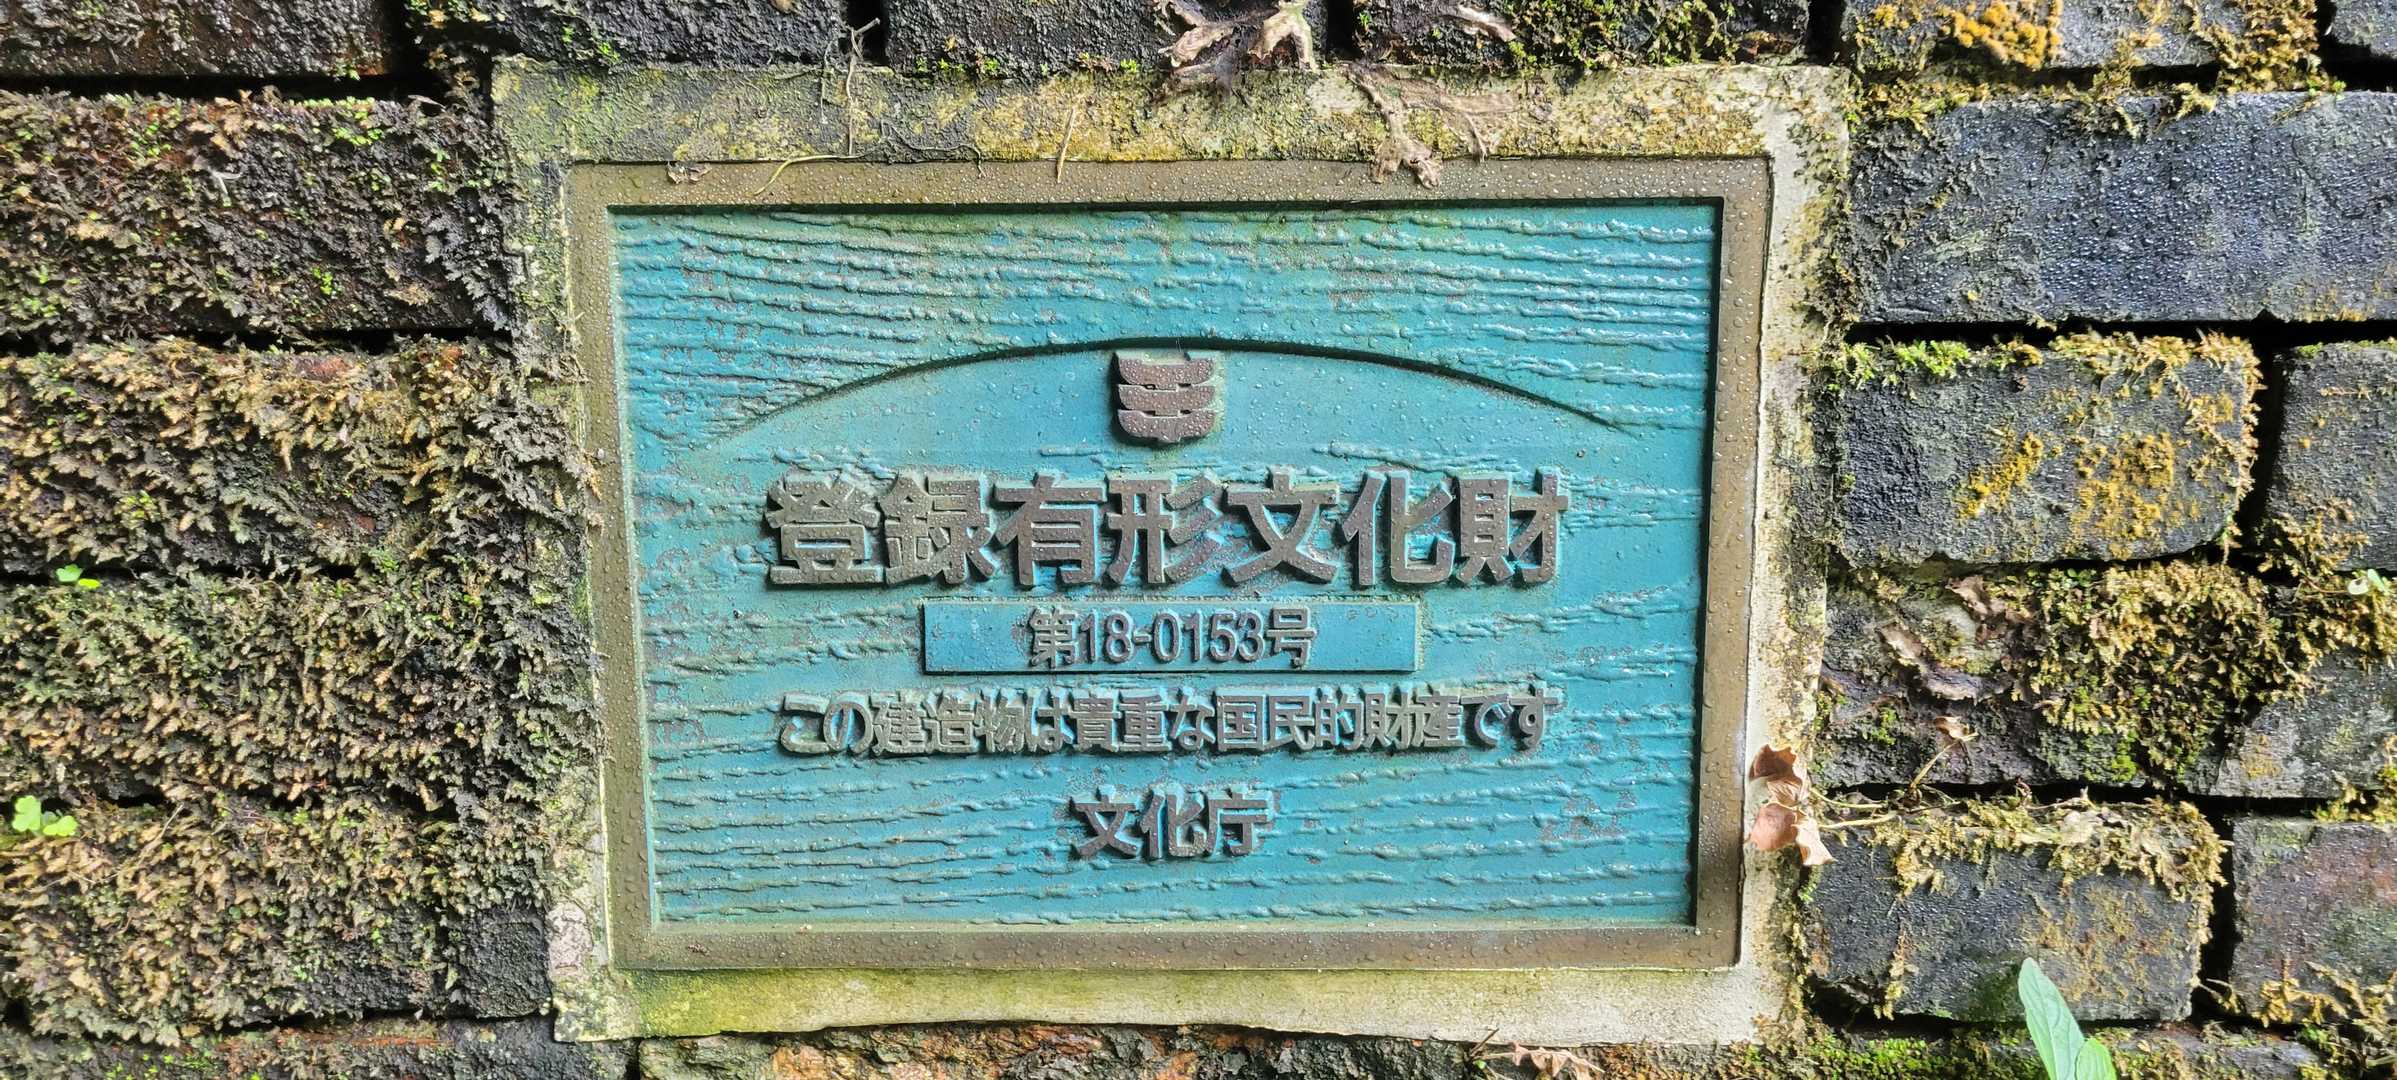 登録有形文化財
第18-0153号
この建造物は貴重な国民的財産です
文化庁